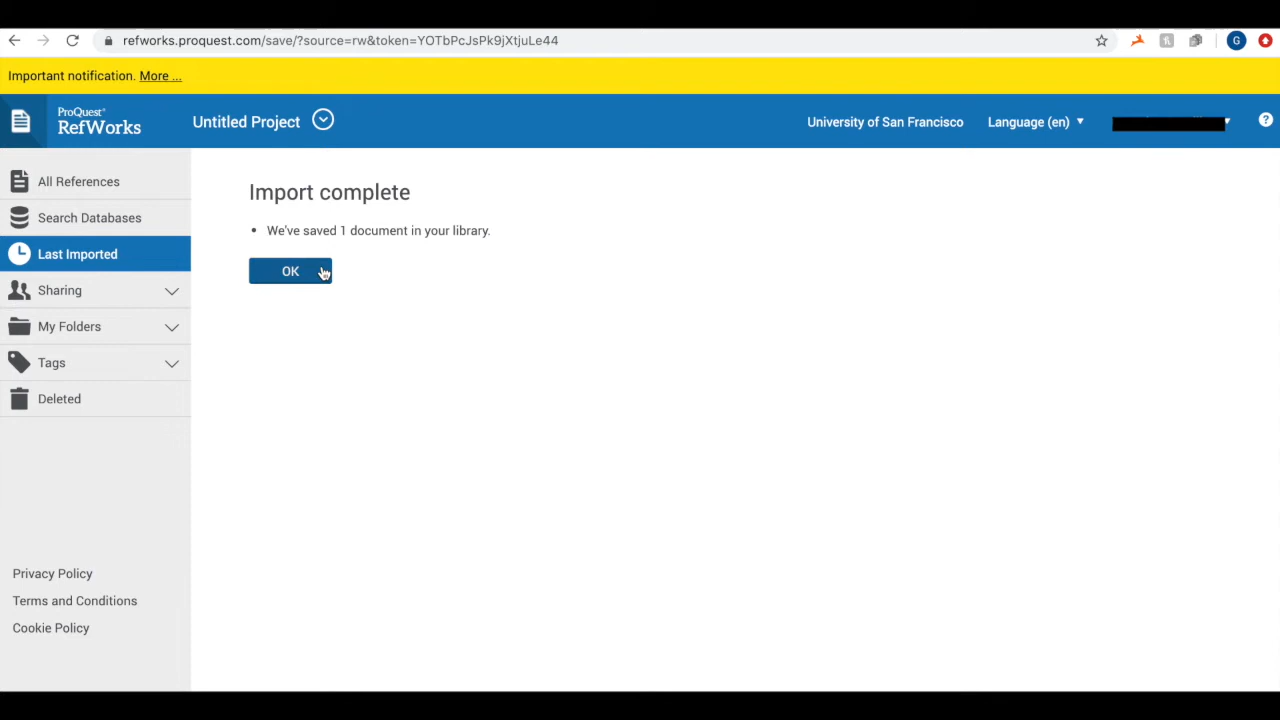 refworks.proquest.com/save/?source=rw&token=YOTbPcJsPk9jXtjuLe44
G
Important notification. More ...
ProQuest®
RefWorks
Untitled Project
University of San Francisco
Language (en)
?
All References
Search Databases
Last Imported
Sharing
My Folders
Tags
Deleted
Import complete
• We've saved 1 document in your library.
OK
Privacy Policy
Terms and Conditions
Cookie Policy